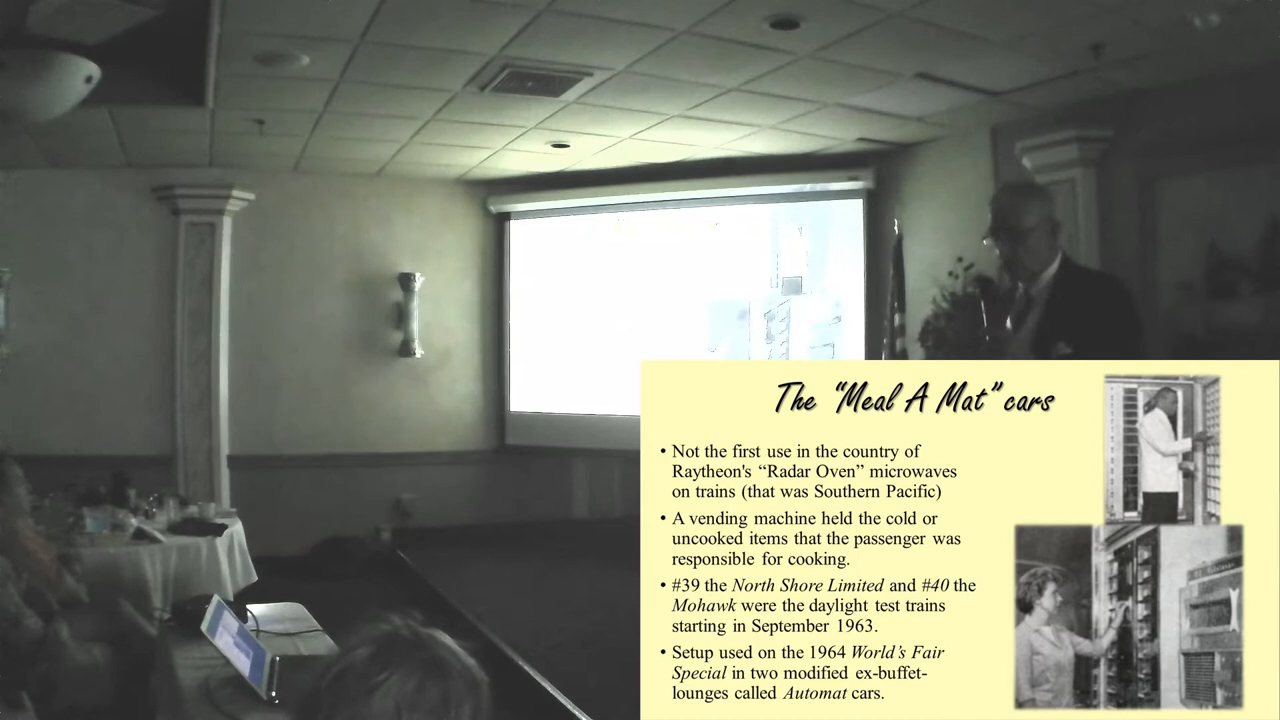 The “Meal A Mat” cars
• Not the first use in the country of
Raytheon's “Radar Oven” microwaves
on trains (that was Southern Pacific)
• A vending machine held the cold or
uncooked items that the passenger was
responsible for cooking.
• #39 the North Shore Limited and #40 the
Mohawk were the daylight test trains
starting in September 1963.
• Setup used on the 1964 World’s Fair
Special in two modified ex-buffet-
lounges called Automat cars.